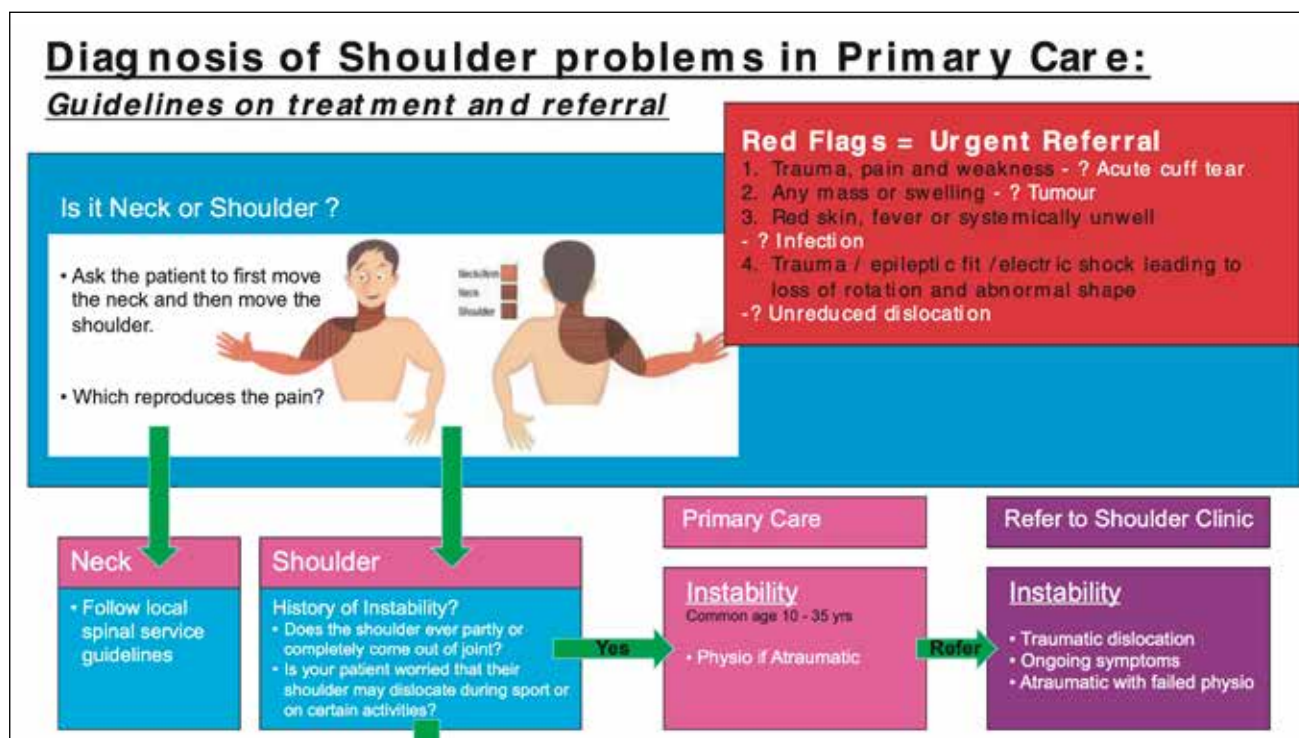 Diagnosis of Shoulder problems in Primary Care:
Guidelines on treatment and referral
Red Flags = Urgent Referral
1. Trauma, pain and weakness - ? Acute cuff tear
2. Any mass or swelling - ? Tumour
3. Red skin, fever or systemically unwell
- ? Infection
4. Trauma / epileptic fit /electric shock leading to
loss of rotation and abnormal shape
-? Unreduced dislocation
Is it Neck or Shoulder ?
• Ask the patient to first move
the neck and then move the
shoulder.
• Which reproduces the pain?
Neck/Arm
Neck
Shoulder
Neck
• Follow local
spinal service
guidelines
Shoulder
History of Instability?
• Does the shoulder ever partly or
completely come out of joint?
• Is your patient worried that their
shoulder may dislocate during sport or
on certain activities?
Yes
Primary Care
Instability
Common age 10 - 35 yrs
• Physio if Atraumatic
Refer
Refer to Shoulder Clinic
Instability
• Traumatic dislocation
• Ongoing symptoms
• Atraumatic with failed physio